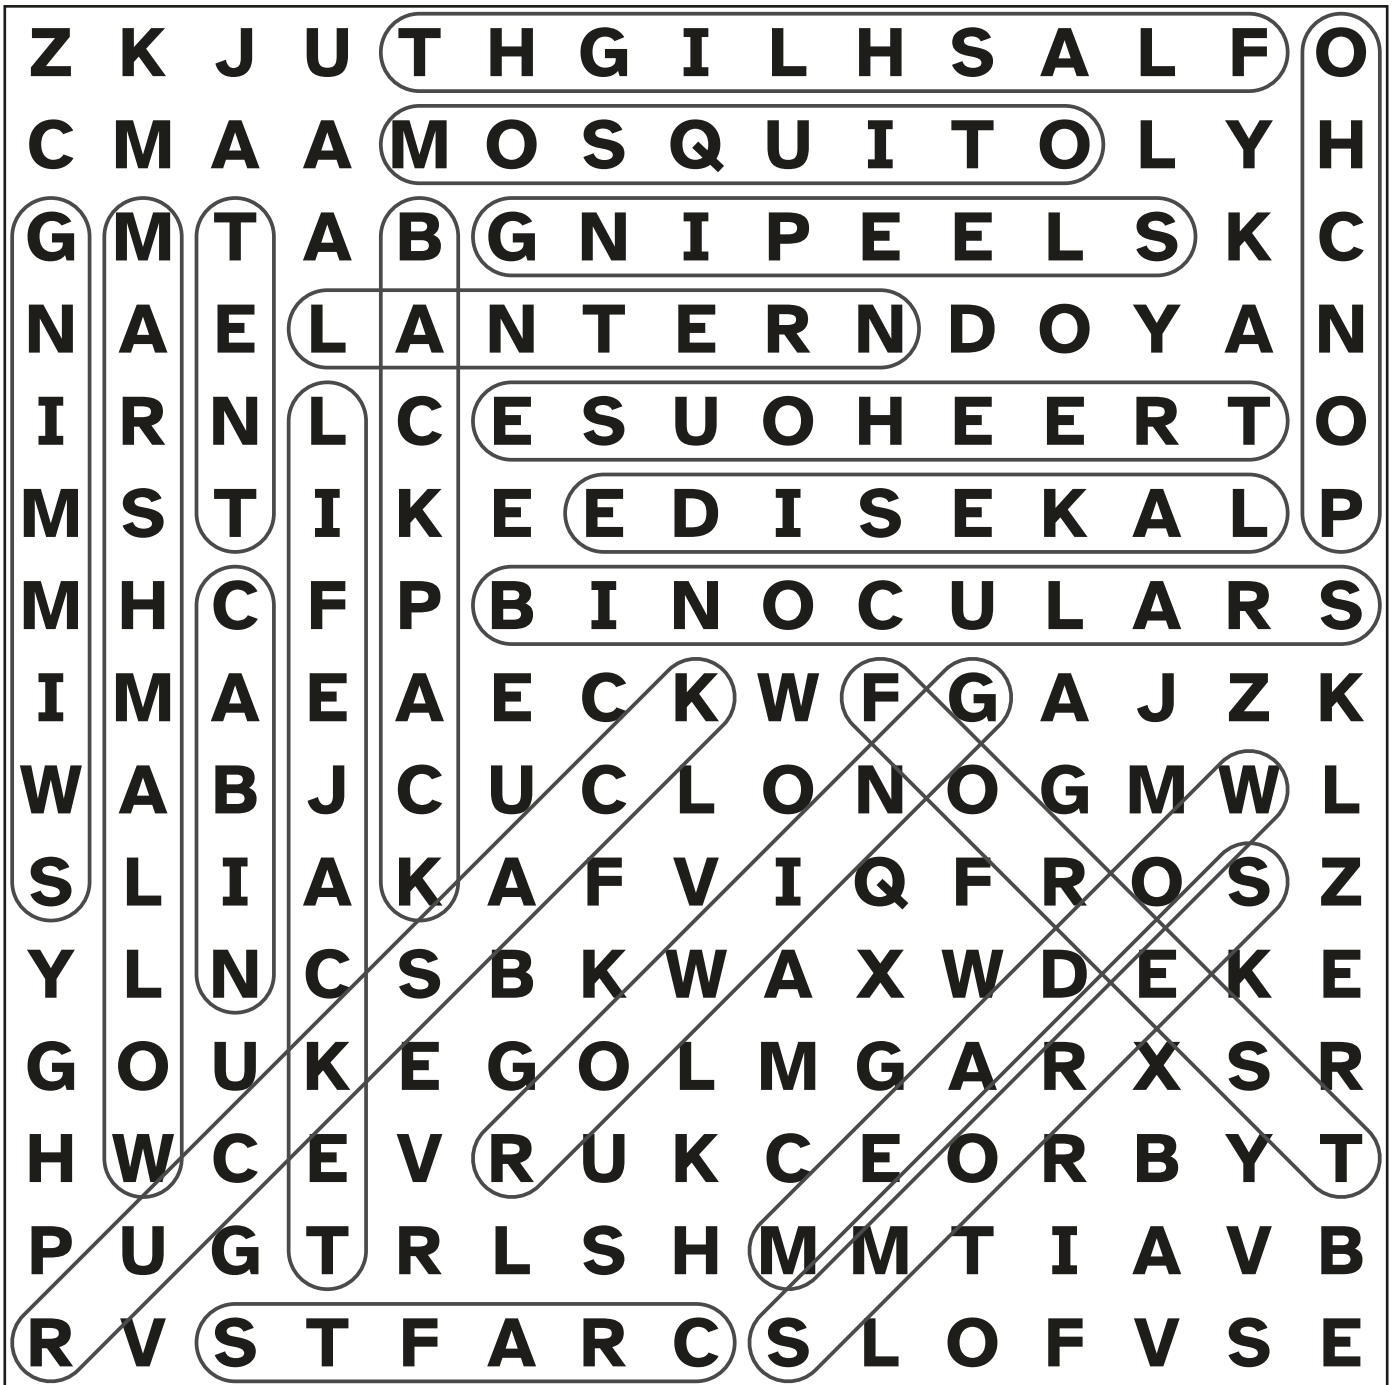 Z K J U T H G I L H S A L F O
C M A A M O S Q U I T O L Y H
G M T A B G N I P E E L S K C
N A E L A N T E R N D O Y A N
I R N L C E S U O H E E R T O
M S T I K E E D I S E K A L P
M H C F P B I N O C U L A R S
I M A E A E C K W F G A J Z K
W A B J C U C L O N O G M W L
S L I A K A F V I Q F R O S Z
Y L N C S B K W A X W D E K E
G O U K E G O L M G A R X S R
H W C E V R U K C E O R B Y T
P U G T R L S H M M T I A V B
R V S T F A R C S L O F V S E